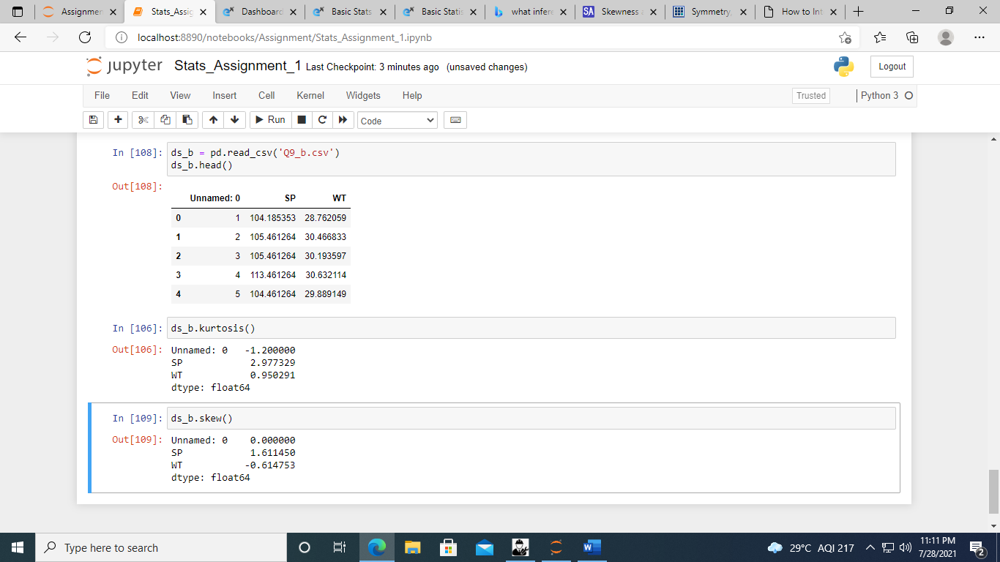 Assignmen
Stats_Assig
Dashboard
Basic Stats
Basic Statis
what infere
SA Skewness a
Symmetry,
How to Int
localhost:8890/notebooks/Assignment/Stats_Assignment_1.ipynb
jupyter Stats_Assignment_1 Last Checkpoint: 3 minutes ago (unsaved changes) Logout
File Edit View Insert Cell Kernel Widgets Help Trusted Python 3
Run Code
In [108]: ds_b = pd.read_csv('Q9_b.csv')
ds_b.head()
Out[108]:
Unnamed: 0 SP WT
0 1 104.185353 28.762059
1 2 105.461264 30.466833
2 3 105.461264 30.193597
3 4 113.461264 30.632114
4 5 104.461264 29.889149
In [106]: ds_b.kurtosis()
Out[106]: Unnamed: 0 -1.200000
SP 2.977329
WT 0.950291
dtype: float64
In [109]: ds_b.skew()
Out[109]: Unnamed: 0 0.000000
SP 1.611450
WT -0.614753
dtype: float64
Type here to search
29°C AQI 217
11:11 PM
7/28/2021
2